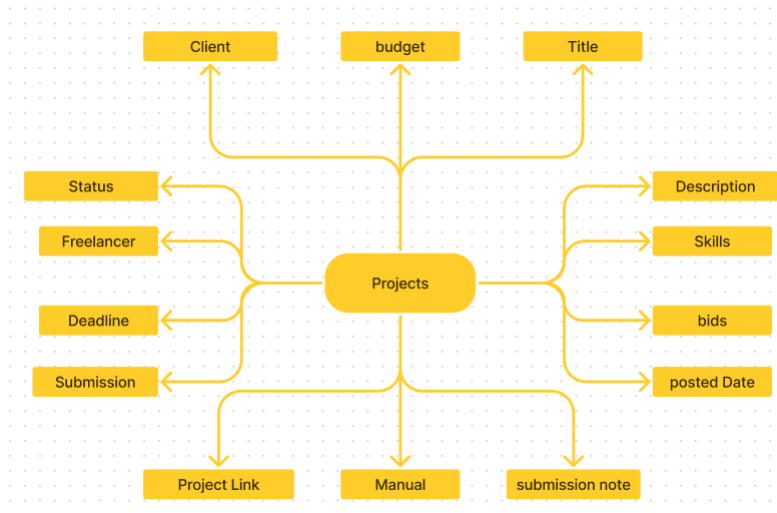 Client
budget
Title
Status
Description
Freelancer
Skills
Projects
Deadline
bids
Submission
posted Date
Project Link
Manual
submission note